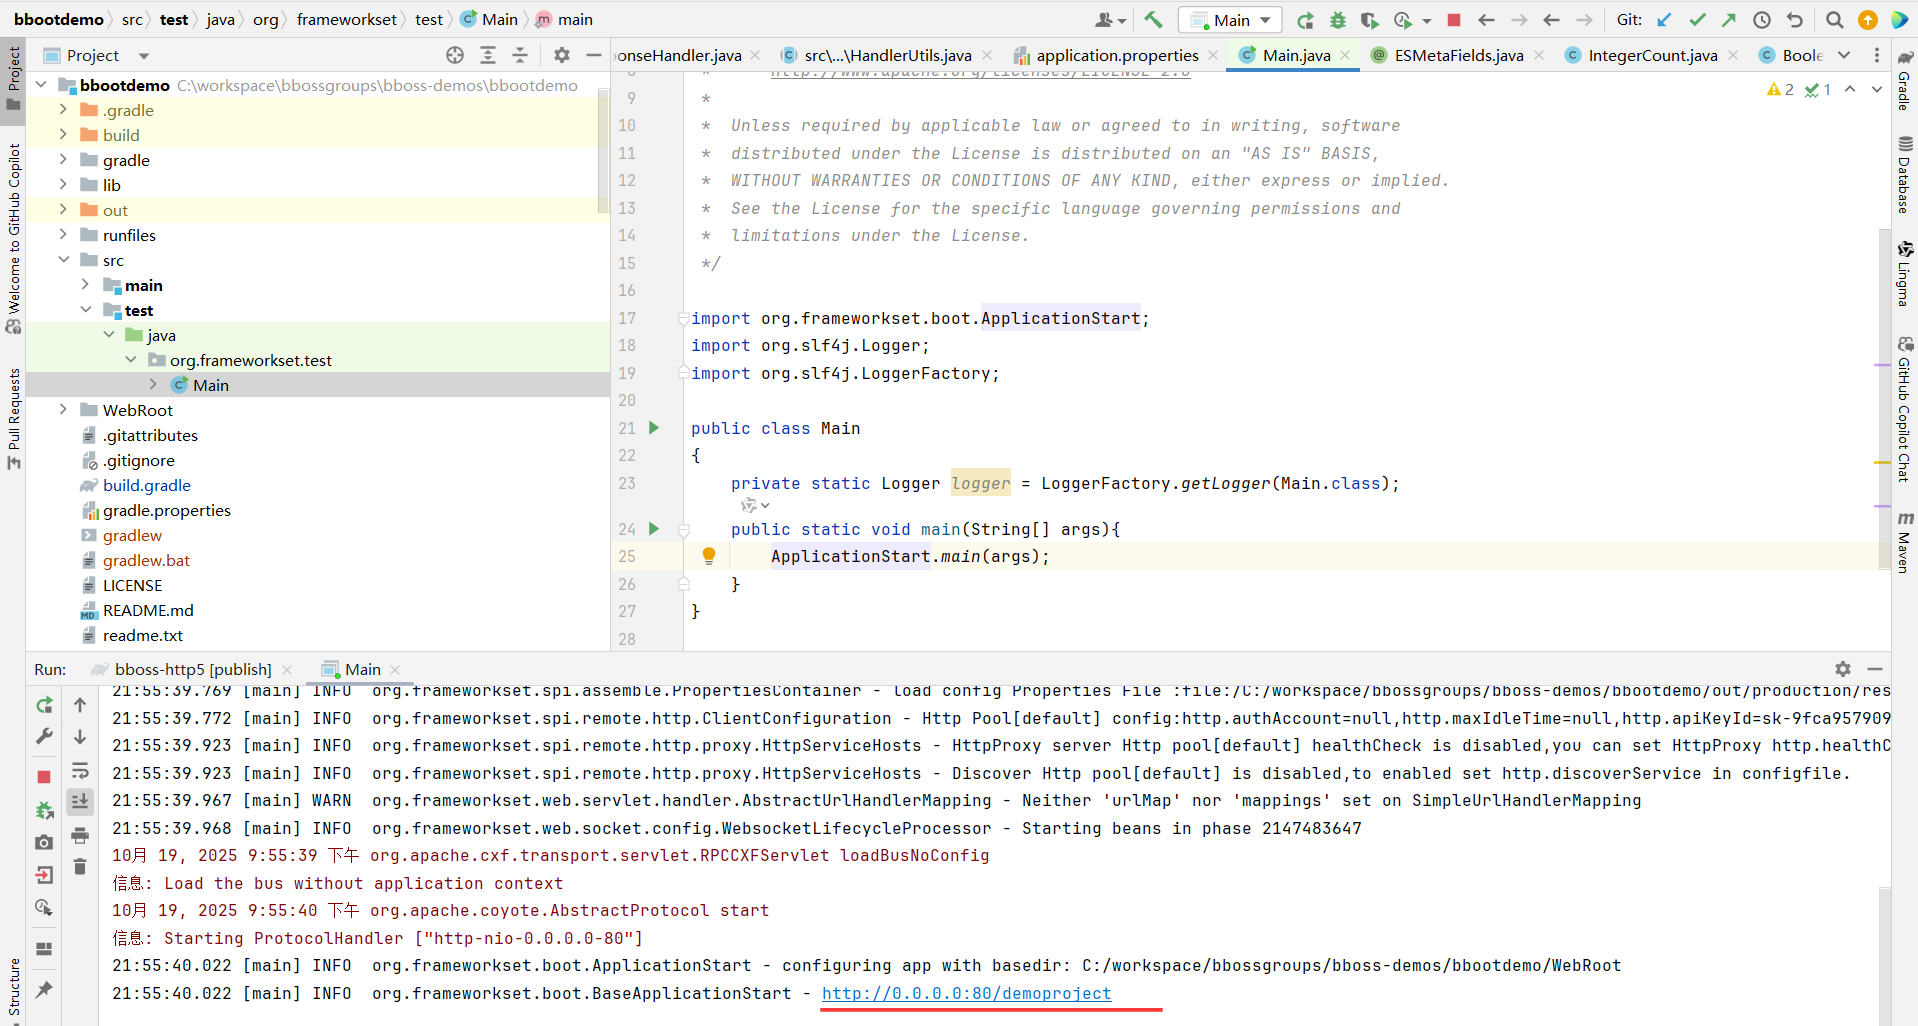 bbootdemo src test java org frameworkset test Main main
Main
Git:
Project
onseHandler.java src\...\HandlerUtils.java application.properties Main.java ESMetaFields.java IntegerCount.java Boole
bbootdemo C:\workspace\bbossgroups\bboss-demos\bbootdemo
.gradle
build
gradle
lib
out
runfiles
src
main
test
java
org.frameworkset.test
Main
WebRoot
.gitattributes
.gitignore
build.gradle
gradle.properties
gradlew
gradlew.bat
LICENSE
README.md
readme.txt
Project
Welcome to GitHub Copilot
Pull Requests
Structure
2 1
8 * http://www.apache.org/licenses/LICENSE-2.0
9 *
10 * Unless required by applicable law or agreed to in writing, software
11 * distributed under the License is distributed on an "AS IS" BASIS,
12 * WITHOUT WARRANTIES OR CONDITIONS OF ANY KIND, either express or implied.
13 * See the License for the specific language governing permissions and
14 * limitations under the License.
15 */
16
17 import org.frameworkset.boot.ApplicationStart;
18 import org.slf4j.Logger;
19 import org.slf4j.LoggerFactory;
20
21 public class Main
22 {
23 private static Logger logger = LoggerFactory.getLogger(Main.class);
24 public static void main(String[] args){
25 ApplicationStart.main(args);
26 }
27 }
28
Gradle
Database
Lingma
GitHub Copilot Chat
Maven
Run: bboss-http5 [publish] Main
21:55:39.769 [main] INFO org.frameworkset.spi.assemble.PropertiesContainer - load config Properties File :file:/C:/workspace/bbossgroups/bboss-demos/bbootdemo/out/production/res
21:55:39.772 [main] INFO org.frameworkset.spi.remote.http.ClientConfiguration - Http Pool[default] config:http.authAccount=null,http.maxIdleTime=null,http.apiKeyId=sk-9fca957909
21:55:39.923 [main] INFO org.frameworkset.spi.remote.http.proxy.HttpServiceHosts - HttpProxy server Http pool[default] healthCheck is disabled,you can set HttpProxy http.healthC
21:55:39.923 [main] INFO org.frameworkset.spi.remote.http.proxy.HttpServiceHosts - Discover Http pool[default] is disabled,to enabled set http.discoverService in configfile.
21:55:39.967 [main] WARN org.frameworkset.web.servlet.handler.AbstractUrlHandlerMapping - Neither 'urlMap' nor 'mappings' set on SimpleUrlHandlerMapping
21:55:39.968 [main] INFO org.frameworkset.web.socket.config.WebsocketLifecycleProcessor - Starting beans in phase 2147483647
10月 19, 2025 9:55:39 下午 org.apache.cxf.transport.servlet.RPCCXFServlet loadBusNoConfig
信息: Load the bus without application context
10月 19, 2025 9:55:40 下午 org.apache.coyote.AbstractProtocol start
信息: Starting ProtocolHandler ["http-nio-0.0.0.0-80"]
21:55:40.022 [main] INFO org.frameworkset.boot.ApplicationStart - configuring app with basedir: C:/workspace/bbossgroups/bboss-demos/bbootdemo/WebRoot
21:55:40.022 [main] INFO org.frameworkset.boot.BaseApplicationStart - http://0.0.0.0:80/demoproject